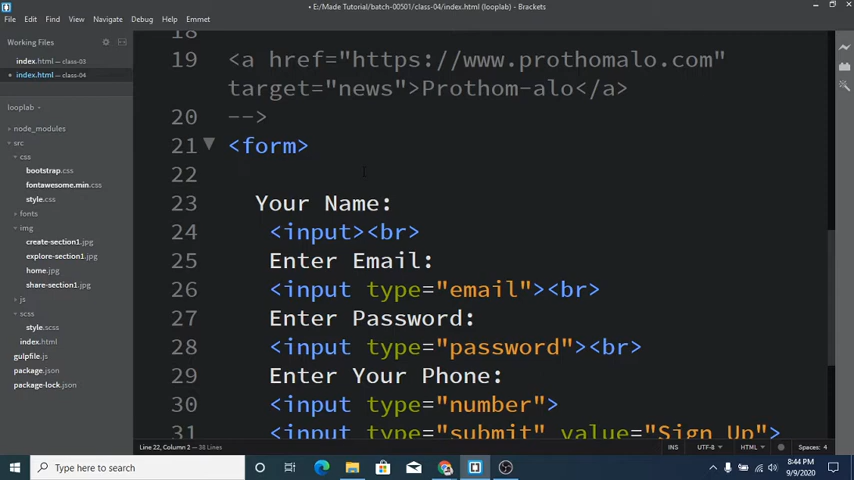 • E:/Made Tutorial/batch-00501/class-04/index.html (looplab) - Brackets
File Edit Find View Navigate Debug Help Emmet
Working Files
index.html — class-03
• index.html — class-04
looplab
node_modules
src
css
bootstrap.css
fontawesome.min.css
style.css
fonts
img
create-section1.jpg
explore-section1.jpg
home.jpg
share-section1.jpg
js
scss
style.scss
index.html
gulpfile.js
package.json
package-lock.json
18
19 <a href="https://www.prothomalo.com"
target="news">Prothom-alo</a>
20 -->
21 <form>
22
23 Your Name:
24 <input><br>
25 Enter Email:
26 <input type="email"><br>
27 Enter Password:
28 <input type="password"><br>
29 Enter Your Phone:
30 <input type="number">
31 <input type="submit" value="Sign Up">
Line 22, Column 2 — 38 Lines
INS UTF-8 HTML Spaces: 4
Type here to search
8:44 PM
9/9/2020